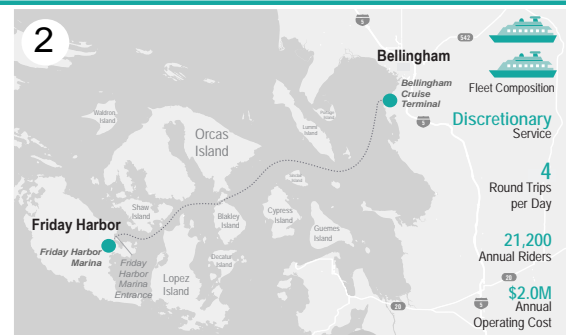 2
5
542
Bellingham
Bellingham
Cruise
Terminal
Fleet Composition
5
Discretionary
Service
4
Round Trips
per Day
21,200
Annual Riders
20
$2.0M
5
Annual
Operating Cost
20
Waldron
Island
Orcas
Island
Lummi
Island
Shaw
Island
Blakley
Island
Cypress
Island
Guemes
Island
Decatur
Island
Lopez
Island
Friday Harbor
Friday Harbor
Marina
Friday
Harbor
Marina
Entrance